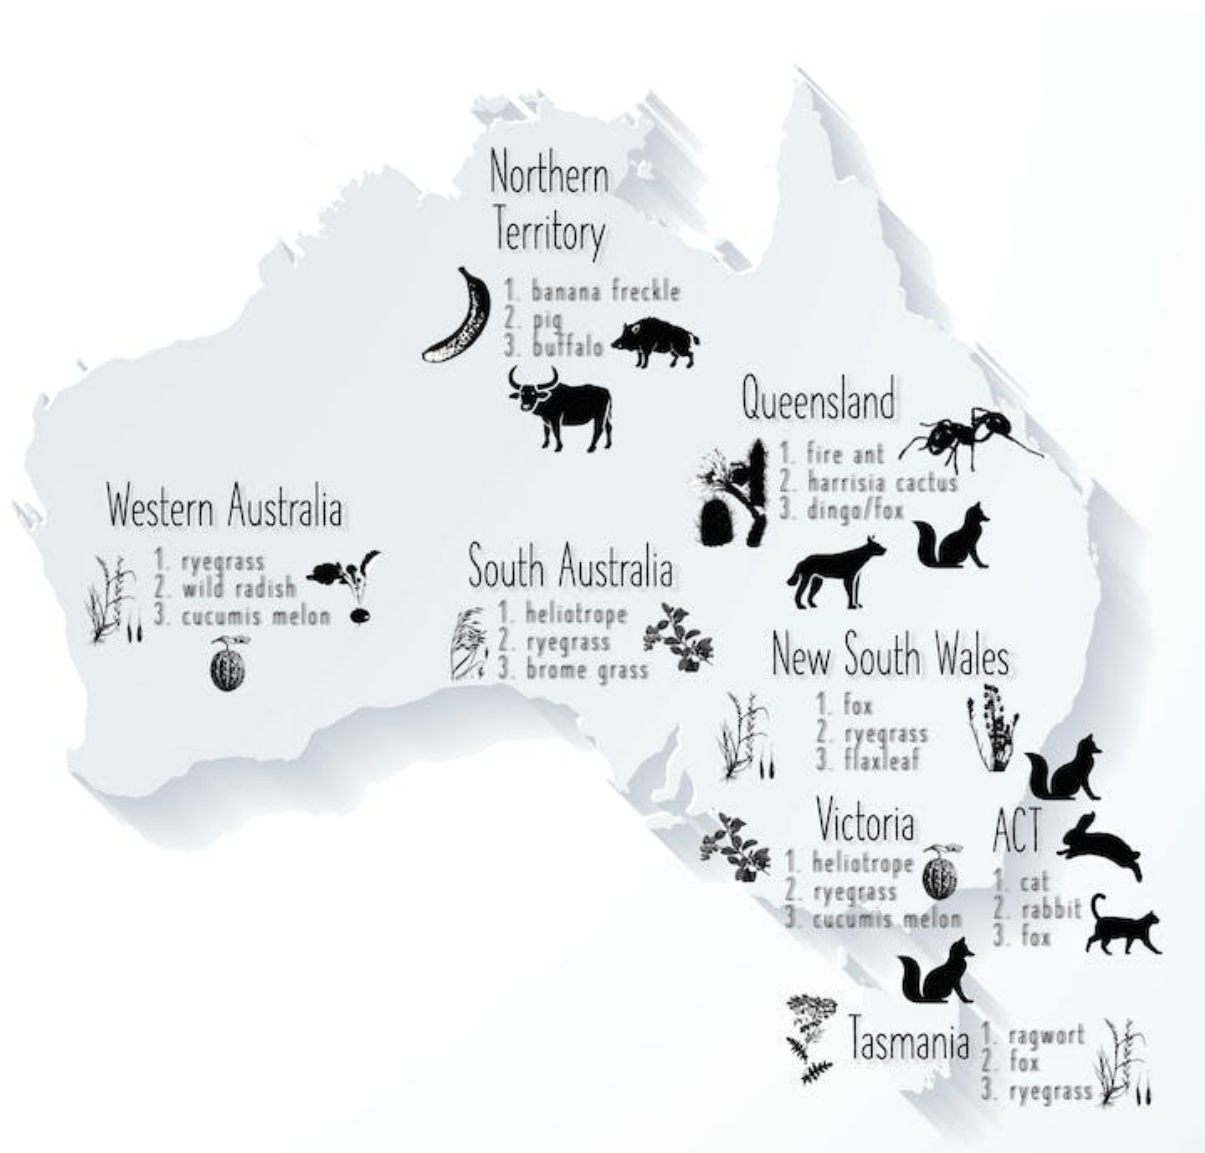 Northern
Territory
1. banana freckle
2. pig
3. buffalo
Queensland
1. fire ant
2. harrisia cactus
3. dingo/fox
Western Australia
1. ryegrass
2. wild radish
3. cucumis melon
South Australia
1. heliotrope
2. ryegrass
3. brome grass
New South Wales
1. fox
2. ryegrass
3. flaxleaf
Victoria
1. heliotrope
2. ryegrass
3. cucumis melon
ACT
1. cat
2. rabbit
3. fox
Tasmania
1. ragwort
2. fox
3. ryegrass